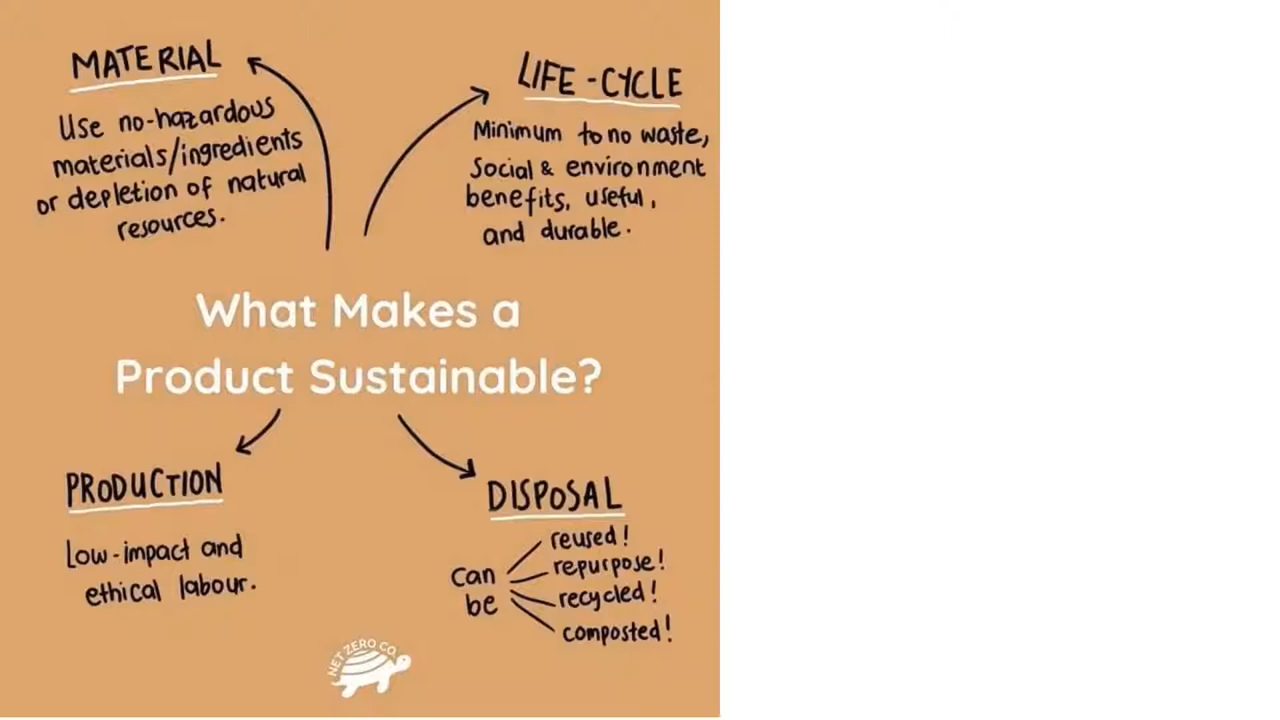 MATERIAL
Use no-hazardous
materials/ingredients
or depletion of natural
resources.
LIFE-CYCLE
Minimum to no waste,
Social & environment
benefits, useful,
and durable.
What Makes a
Product Sustainable?
PRODUCTION
Low-impact and
ethical labour.
DISPOSAL
Can
be
reused!
repurpose!
recycled!
composted!
NET ZERO CO.